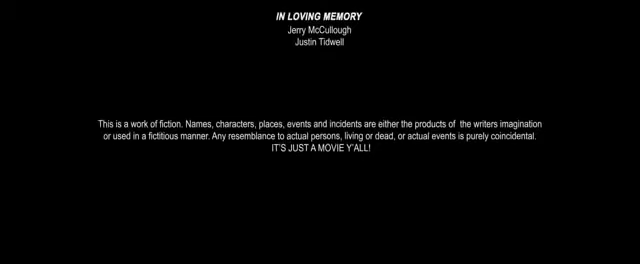 IN LOVING MEMORY
Jerry McCullough
Justin Tidwell
This is a work of fiction. Names, characters, places, events and incidents are either the products of the writers imagination
or used in a fictitious manner. Any resemblance to actual persons, living or dead, or actual events is purely coincidental.
IT'S JUST A MOVIE Y'ALL!